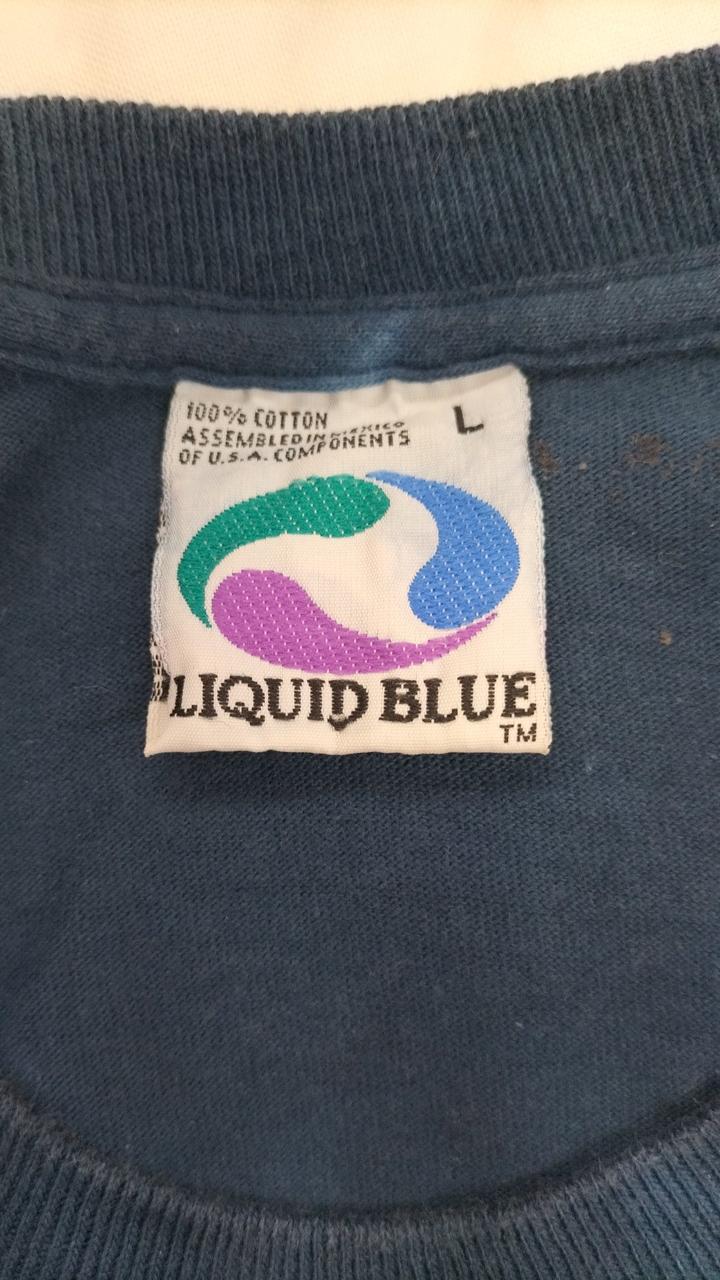 100% COTTON
L
ASSEMBLED IN MEXICO
OF U.S.A. COMPONENTS
LIQUID BLUE
TM